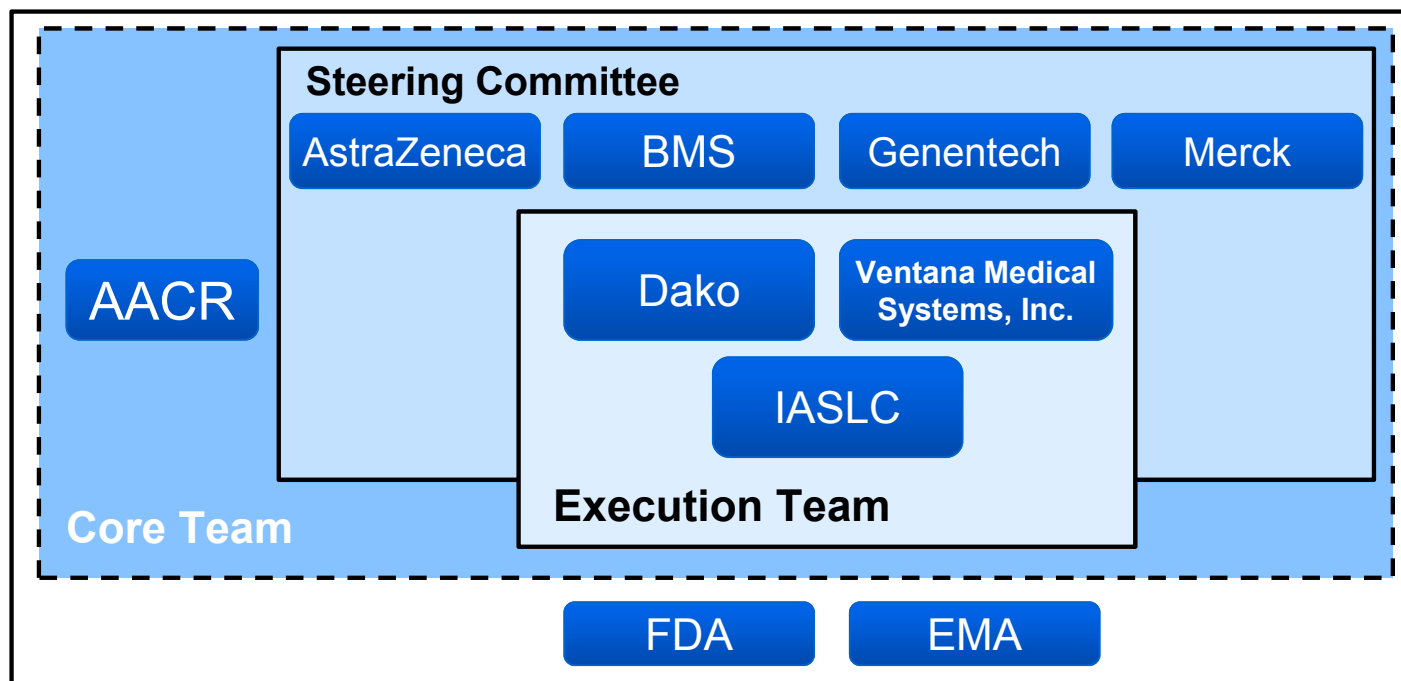 Steering Committee
AstraZeneca
BMS
Genentech
Merck
AACR
Dako
Ventana Medical
Systems, Inc.
IASLC
Execution Team
Core Team
FDA
EMA